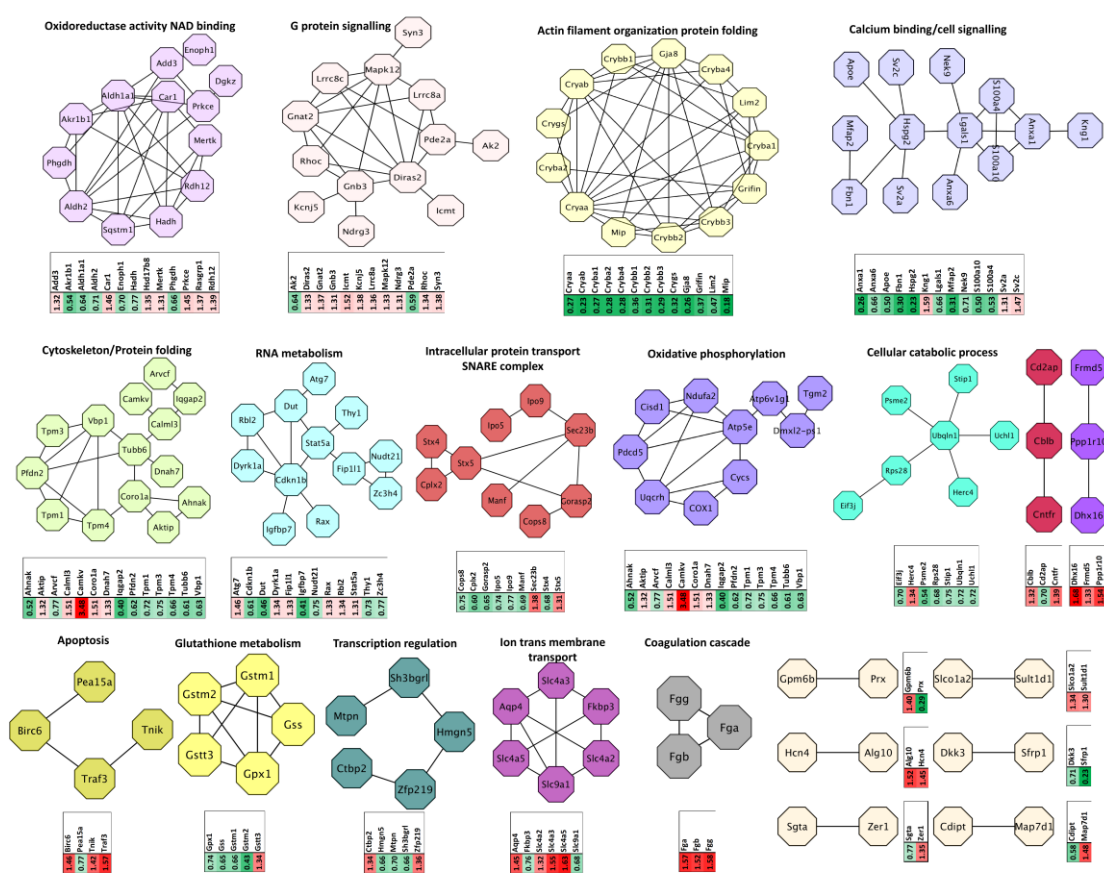 Oxidoreductase activity NAD binding
Enoph1
Add3
Dgkz
Aldh1a1
Car1
Prkce
Akr1b1
Mertk
Phgdh
Rdh12
Aldh2
Hadh
Sqstm1
Add3 1.32
Akr1b1 0.54
Aldh1a1 0.64
Aldh2 0.71
Car1 1.46
Enoph1 0.70
Hadh 0.77
Hsd17b8 1.35
Mertk 1.31
Phgdh 0.66
Prkce 1.45
Rasgrp1 1.37
Rdh12 1.39
G protein signalling
Syn3
Mapk12
Lrrc8c
Lrrc8a
Gnat2
Pde2a
Ak2
Rhoc
Diras2
Gnb3
Kcnj5
Icmt
Ndrg3
Ak2 0.64
Diras2 1.33
Gnat2 1.37
Gnb3 1.31
Icmt 1.52
Kcnj5 1.38
Lrrc8a 1.36
Mapk12 1.33
Ndrg3 1.31
Pde2a 0.59
Rhoc 1.34
Syn3 1.38
Actin filament organization protein folding
Gja8
Crybb1
Cryba4
Cryab
Lim2
Crygs
Cryba1
Cryba2
Grifin
Cryaa
Crybb3
Mip
Crybb2
Cryaa 0.27
Cryab 0.23
Cryba1 0.27
Cryba2 0.28
Cryba4 0.28
Crybb1 0.36
Crybb2 0.31
Crybb3 0.29
Crygs 0.32
Gja8 0.26
Grifin 0.37
Lim2 0.47
Mip 0.18
Calcium binding/cell signalling
Apoe
Sv2c
Nek9
S100a4
Mfap2
Hspg2
Lgals1
Anxa1
Kng1
S100a10
Fbn1
Sv2a
Anxa6
Anxa1 0.26
Anxa6 0.66
Apoe 0.50
Fbn1 0.30
Hspg2 0.23
Kng1 1.59
Lgals1 0.66
Mfap2 0.31
Nek9 0.71
S100a10 0.50
S100a4 0.53
Sv2a 1.31
Sv2c 1.47
Cytoskeleton/Protein folding
Arvcf
Camkv
Iqgap2
Vbp1
Calml3
Tpm3
Tubb6
Pfdn2
Dnah7
Coro1a
Ahnak
Tpm1
Tpm4
Aktip
Ahnak 0.52
Aktip 1.32
Arvcf 0.77
Calml3 1.51
Camkv 3.48
Coro1a 1.51
Dnah7 1.33
Iqgap2 0.40
Pfdn2 0.62
Tpm1 0.72
Tpm3 0.75
Tpm4 0.66
Tubb6 0.61
Vbp1 0.63
RNA metabolism
Atg7
Rbl2
Dut
Thy1
Stat5a
Dyrk1a
Nudt21
Cdkn1b
Fip1l1
Zc3h4
Igfbp7
Rax
Atg7 1.46
Cdkn1b 0.61
Dut 0.46
Dyrk1a 1.34
Fip1l1 1.33
Igfbp7 0.41
Nudt21 0.75
Rax 1.33
Rbl2 1.34
Stat5a 1.31
Thy1 0.73
Zc3h4 0.77
Intracellular protein transport
SNARE complex
Ipo9
Ipo5
Sec23b
Stx4
Stx5
Cplx2
Manf
Gorasp2
Cops8
Cops8 0.75
Cplx2 0.60
Gorasp2 0.65
Ipo5 0.74
Ipo9 0.77
Manf 0.69
Sec23b 1.38
Stx4 0.68
Stx5 1.31
Oxidative phosphorylation
Ndufa2
Atp6v1g1
Tgm2
Cisd1
Atp5e
Dmxl2-ps1
Pdcd5
Cycs
Uqcrh
COX1
Ahnak 0.52
Aktip 1.32
Arvcf 0.77
Calml3 1.51
Camkv 3.48
Coro1a 1.51
Dnah7 1.33
Iqgap2 0.40
Pfdn2 0.62
Tpm1 0.72
Tpm3 0.75
Tpm4 0.66
Tubb6 0.61
Vbp1 0.63
Cellular catabolic process
Stip1
Psme2
Ubqln1
Uchl1
Rps28
Herc4
Eif3j
Cd2ap
Cblb
Cntfr
Frmd5
Ppp1r10
Dhx16
Eif3j 0.70
Herc4 1.34
Psme2 0.54
Rps28 0.68
Stip1 0.75
Ubqln1 0.72
Uchl1 0.72
Cblb 1.32
Cd2ap 0.70
Cntfr 1.39
Dhx16 1.66
Frmd5 1.33
Ppp1r10 1.54
Apoptosis
Pea15a
Birc6
Tnik
Traf3
Birc6 1.46
Pea15a 0.77
Tnik 1.42
Traf3 1.57
Glutathione metabolism
Gstm1
Gstm2
Gss
Gstt3
Gpx1
Gpx1 0.74
Gss 0.65
Gstm1 0.66
Gstm2 0.43
Gstt3 1.34
Transcription regulation
Sh3bgrl
Mtpn
Hmgn5
Ctbp2
Zfp219
Ctbp2 1.34
Hmgn5 0.66
Mtpn 0.70
Sh3bgrl 0.66
Zfp219 1.36
Ion trans membrane
transport
Slc4a3
Aqp4
Fkbp3
Slc4a5
Slc4a2
Slc9a1
Aqp4 1.45
Fkbp3 0.76
Slc4a2 1.32
Slc4a3 1.55
Slc4a5 1.63
Slc9a1 0.68
Coagulation cascade
Fgg
Fga
Fgb
Fga 1.57
Fgb 1.52
Fgg 1.58
Gpm6b
Prx
Gpm6b 1.40
Prx 0.29
Slco1a2
Sult1d1
Slco1a2 1.34
Sult1d1 1.30
Hcn4
Alg10
Alg10 1.52
Hcn4 1.45
Dkk3
Sfrp1
Dkk3 0.71
Sfrp1 0.23
Sgta
Zer1
Sgta 0.77
Zer1 1.35
Cdipt
Map7d1
Cdipt 0.58
Map7d1 1.48